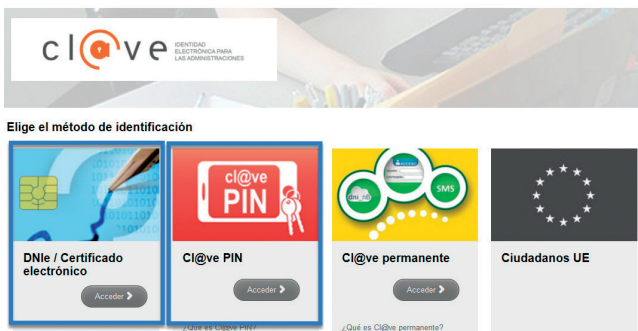 cl@ve
IDENTIDAD
ELECTRÓNICA PARA
LAS ADMINISTRACIONES
Elige el método de identificación
cl@ve
PIN
dni_nB
SMS
DNIe / Certificado
electrónico
Acceder
Cl@ve PIN
Acceder
¿Qué es Cl@ve PIN?
Cl@ve permanente
Acceder
¿Qué es Cl@ve permanente?
Ciudadanos UE